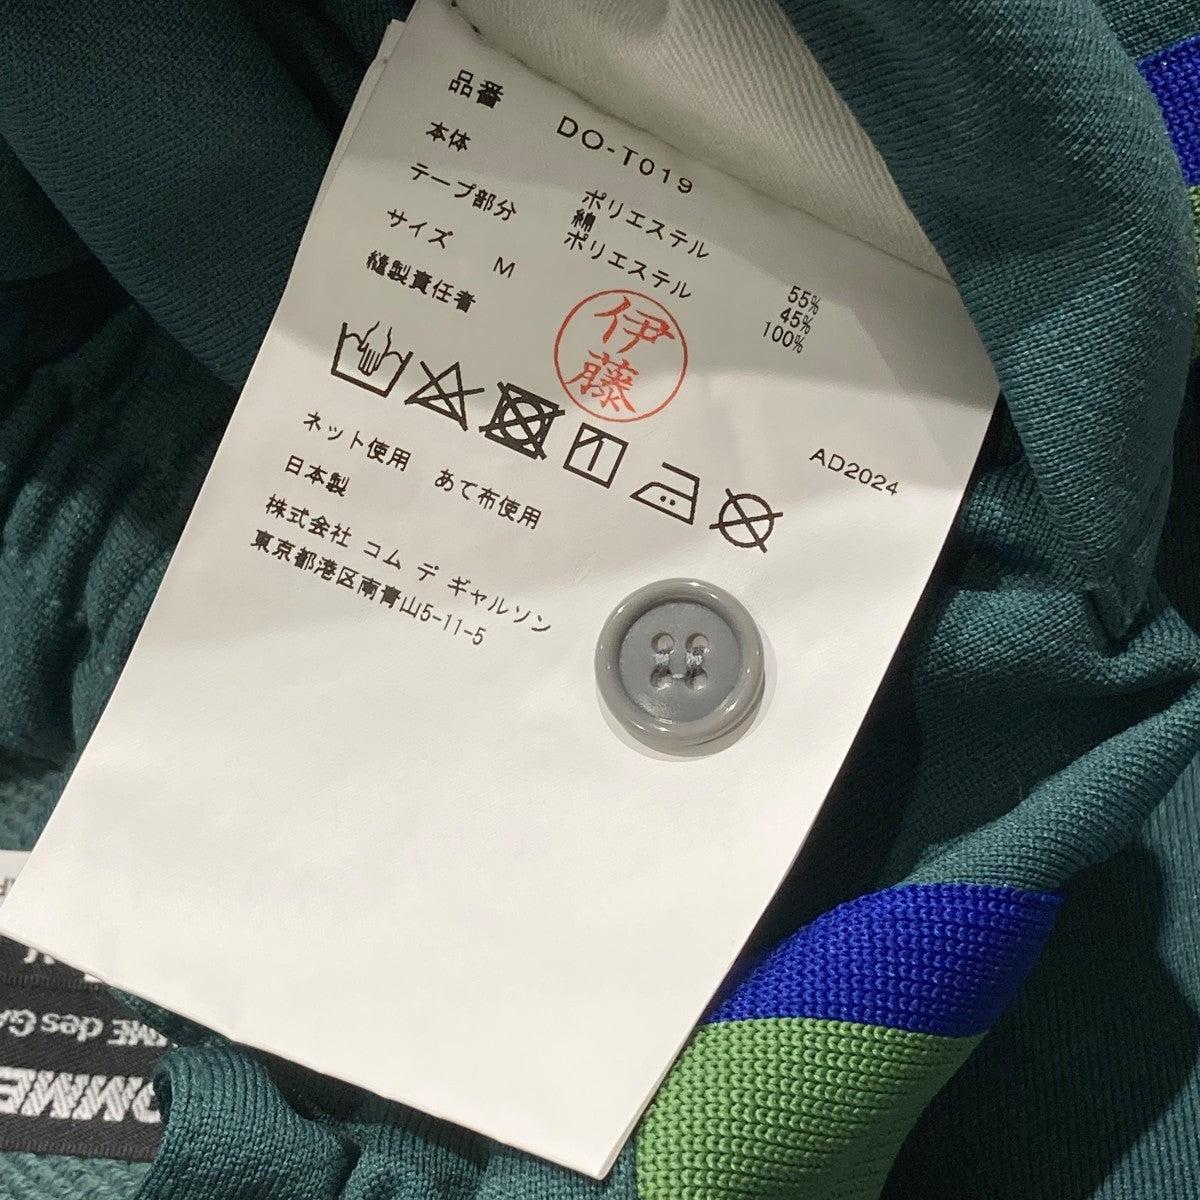 品番 DO-T019
本体 ポリエステル 55%
綿 45%
テープ部分 ポリエステル 100%
サイズ M
縫製責任者 伊藤
AD2024
ネット使用 あて布使用
日本製
株式会社 コム デ ギャルソン
東京都港区南青山5-11-5